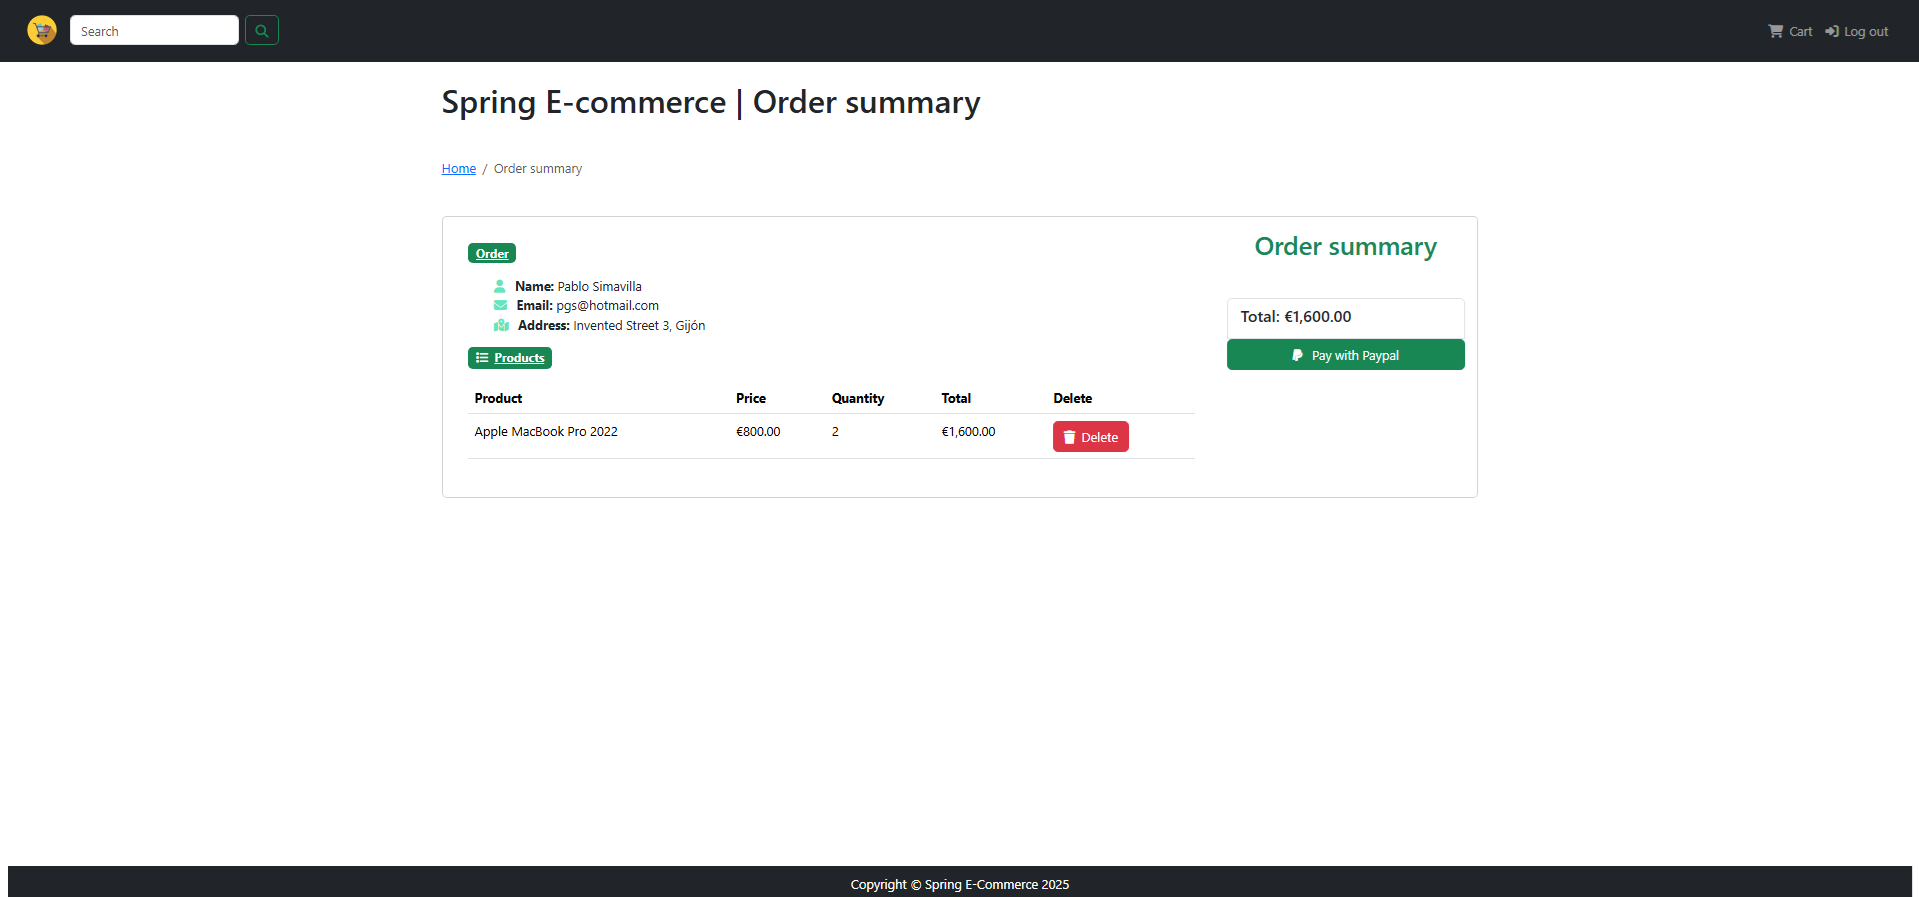 Search
Cart
Log out
Spring E-commerce | Order summary
Home / Order summary
Order
Name: Pablo Simavilla
Email: pgs@hotmail.com
Address: Invented Street 3, Gijón
Products
Product Price Quantity Total Delete
Apple MacBook Pro 2022 €800.00 2 €1,600.00 Delete
Order summary
Total: €1,600.00
Pay with Paypal
Copyright © Spring E-Commerce 2025